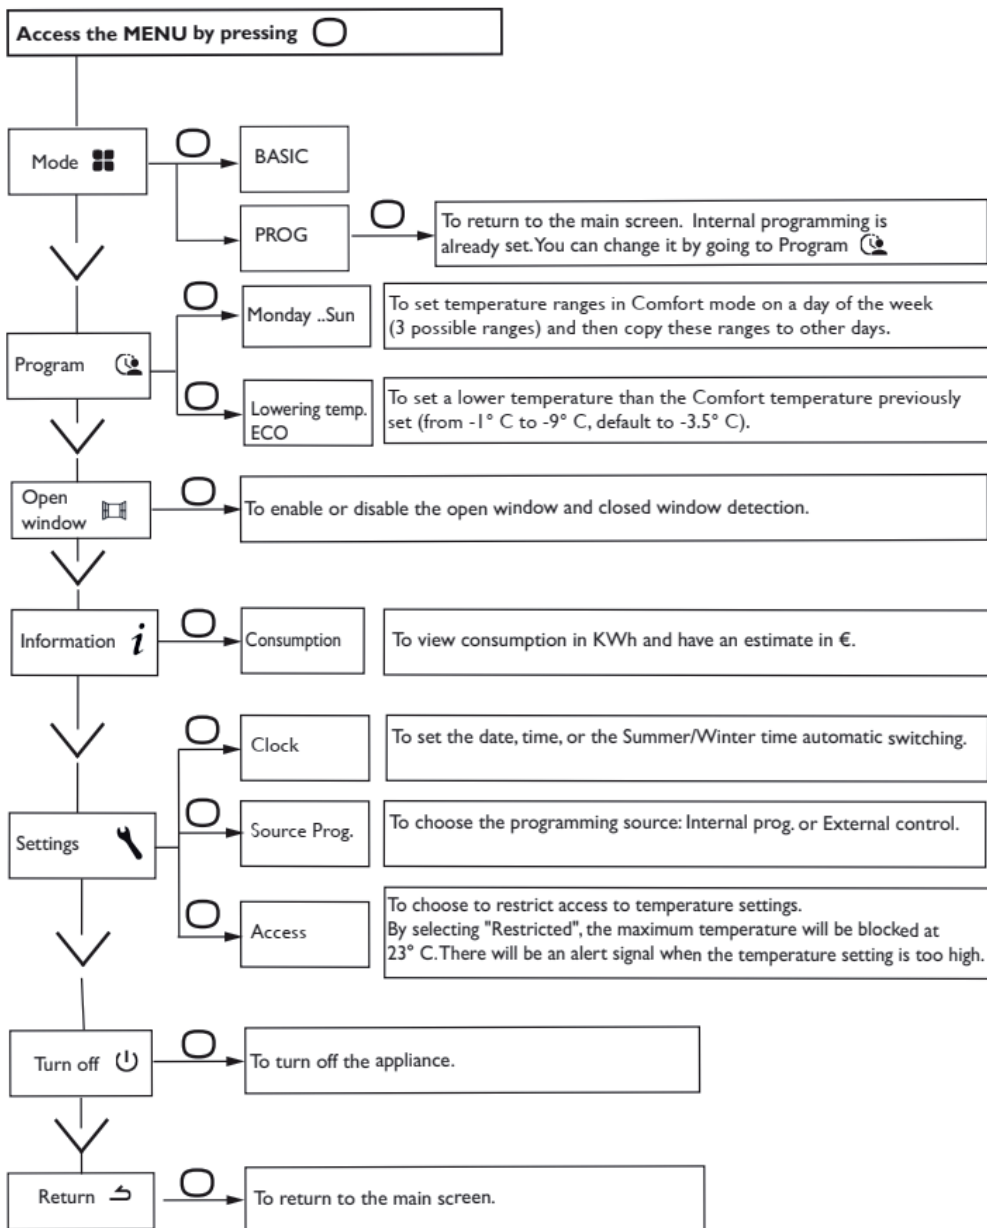 Access the MENU by pressing
Mode
BASIC
PROG
To return to the main screen. Internal programming is
already set. You can change it by going to Program
Program
Monday ..Sun
To set temperature ranges in Comfort mode on a day of the week
(3 possible ranges) and then copy these ranges to other days.
Lowering temp.
ECO
To set a lower temperature than the Comfort temperature previously
set (from -1° C to -9° C, default to -3.5° C).
Open
window
To enable or disable the open window and closed window detection.
Information i
Consumption
To view consumption in KWh and have an estimate in €.
Settings
Clock
To set the date, time, or the Summer/Winter time automatic switching.
Source Prog.
To choose the programming source: Internal prog. or External control.
Access
To choose to restrict access to temperature settings.
By selecting "Restricted", the maximum temperature will be blocked at
23° C. There will be an alert signal when the temperature setting is too high.
Turn off
To turn off the appliance.
Return
To return to the main screen.